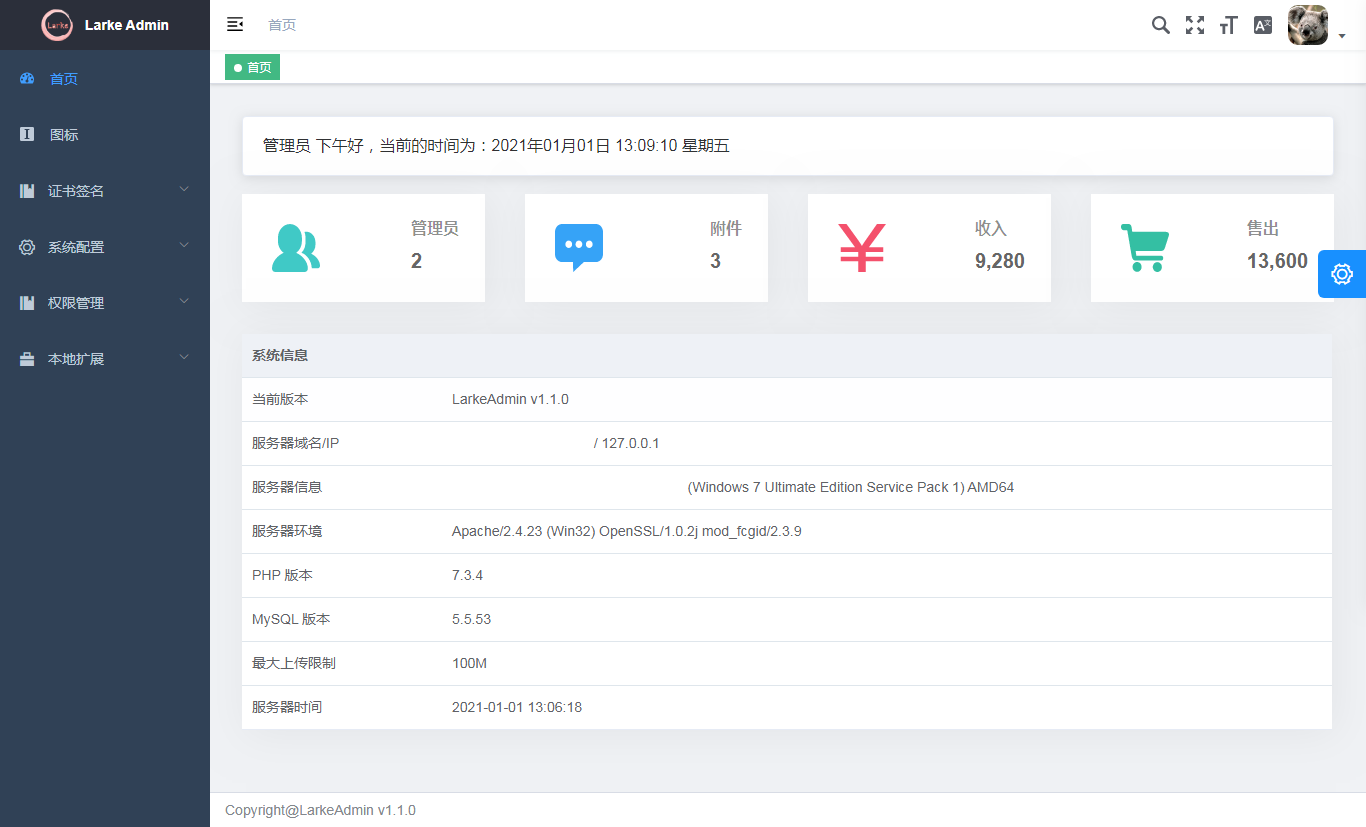 Larke
Larke Admin
首页
首页
首页
图标
证书签名
系统配置
权限管理
本地扩展
管理员 下午好，当前的时间为：2021年01月01日 13:09:10 星期五
管理员
2
附件
3
收入
9,280
售出
13,600
系统信息
当前版本 LarkeAdmin v1.1.0
服务器域名/IP / 127.0.0.1
服务器信息 (Windows 7 Ultimate Edition Service Pack 1) AMD64
服务器环境 Apache/2.4.23 (Win32) OpenSSL/1.0.2j mod_fcgid/2.3.9
PHP 版本 7.3.4
MySQL 版本 5.5.53
最大上传限制 100M
服务器时间 2021-01-01 13:06:18
Copyright@LarkeAdmin v1.1.0